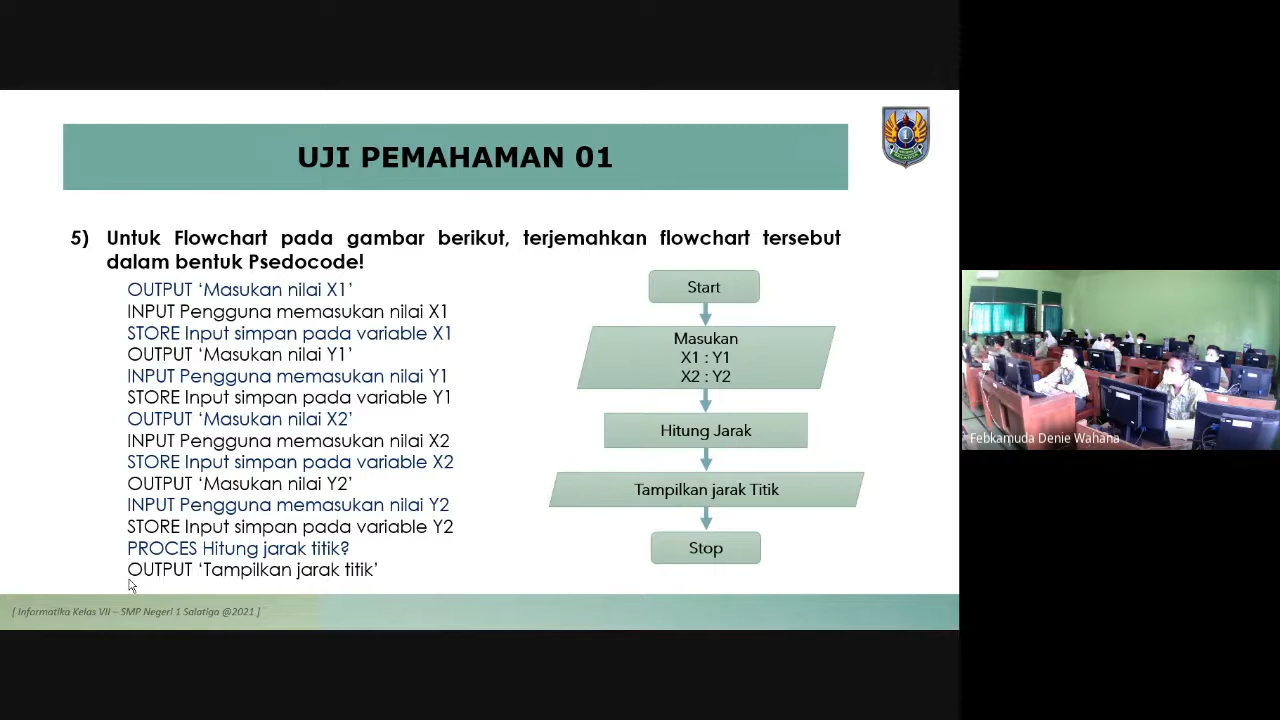 UJI PEMAHAMAN 01
5) Untuk Flowchart pada gambar berikut, terjemahkan flowchart tersebut
dalam bentuk Psedocode!
OUTPUT ‘Masukan nilai X1’
INPUT Pengguna memasukan nilai X1
STORE Input simpan pada variable X1
OUTPUT ‘Masukan nilai Y1’
INPUT Pengguna memasukan nilai Y1
STORE Input simpan pada variable Y1
OUTPUT ‘Masukan nilai X2’
INPUT Pengguna memasukan nilai X2
STORE Input simpan pada variable X2
OUTPUT ‘Masukan nilai Y2’
INPUT Pengguna memasukan nilai Y2
STORE Input simpan pada variable Y2
PROCES Hitung jarak titik?
OUTPUT ‘Tampilkan jarak titik’
Start
Masukan
X1 : Y1
X2 : Y2
Hitung Jarak
Tampilkan jarak Titik
Stop
[ Informatika Kelas VII – SMP Negeri 1 Salatiga @2021 ]
Febkamuda Denie Wahana